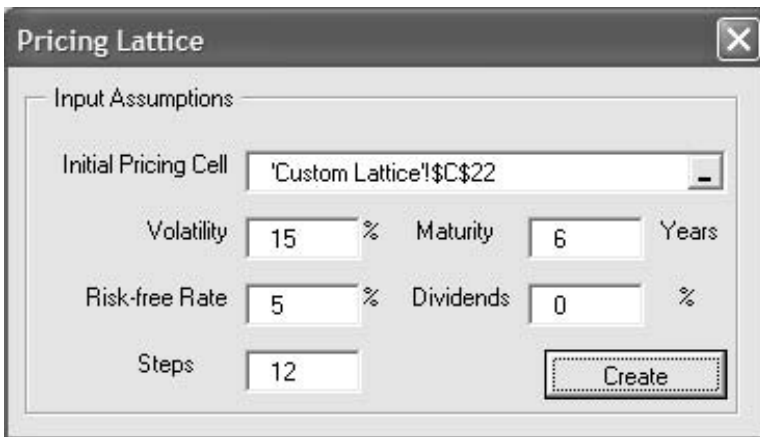 Pricing Lattice
Input Assumptions
Initial Pricing Cell 'Custom Lattice'!$C$22
Volatility 15 % Maturity 6 Years
Risk-free Rate 5 % Dividends 0 %
Steps 12 Create